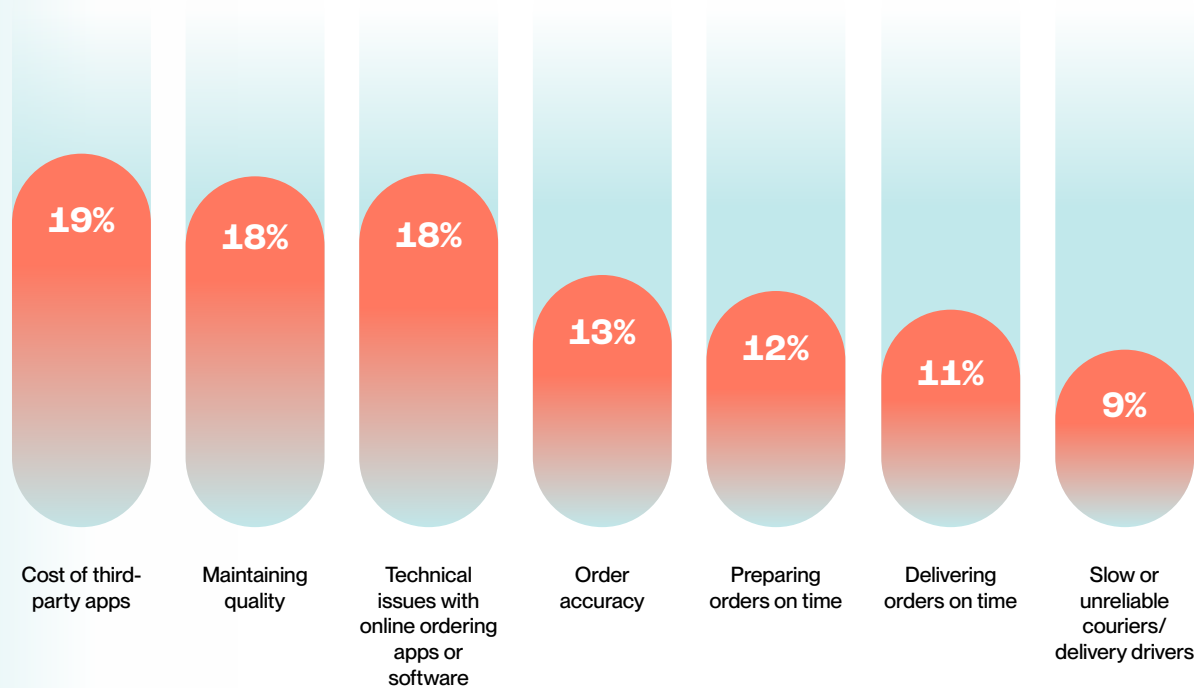 19%
18%
18%
13%
12%
11%
9%
Cost of third-
party apps
Maintaining
quality
Technical
issues with
online ordering
apps or
software
Order
accuracy
Preparing
orders on time
Delivering
orders on time
Slow or
unreliable
couriers/
delivery drivers